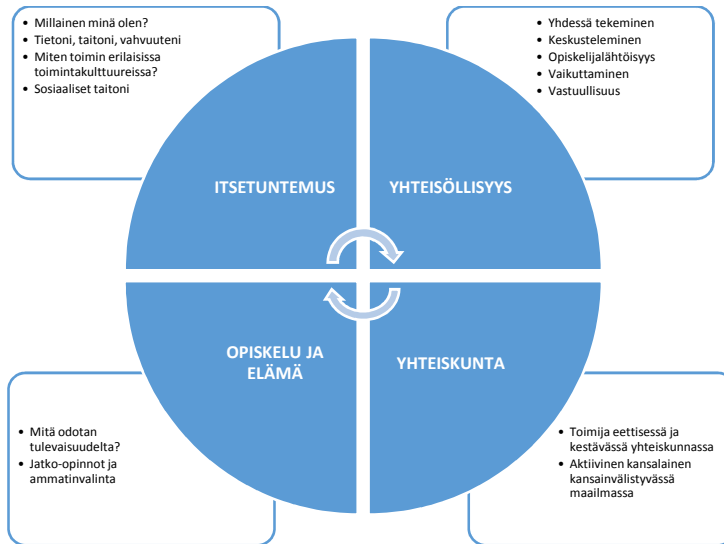 • Millainen minä olen?
• Tietoni, taitoni, vahvuuteni
• Miten toimin erilaisissa
toimintakulttuureissa?
• Sosiaaliset taitoni
• Yhdessä tekeminen
• Keskusteleminen
• Opiskelijalähtöisyys
• Vaikuttaminen
• Vastuullisuus
ITSETUNTEMUS
YHTEISÖLLISYYS
OPISKELU JA
ELÄMÄ
YHTEISKUNTA
• Mitä odotan
tulevaisuudelta?
• Jatko-opinnot ja
ammatinvalinta
• Toimija eettisessä ja
kestävässä yhteiskunnassa
• Aktiivinen kansalainen
kansainvälistyvässä
maailmassa